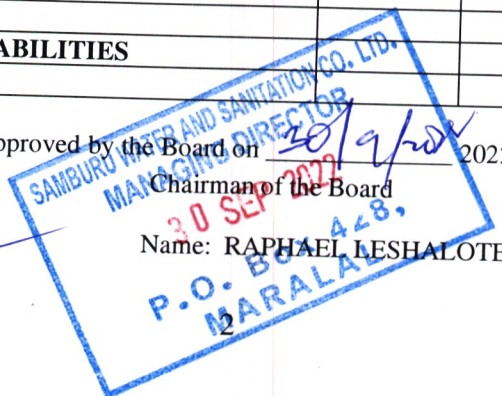 ABILITIES
pproved by the Board on 30/9/202 2022
Chairman of the Board
Name: RAPHAEL LESHALOTE
2
SAMBURU WATER AND SANITATION CO. LTD.
MANAGING DIRECTOR
30 SEP 2022
P.O. Box 428,
MARALAL